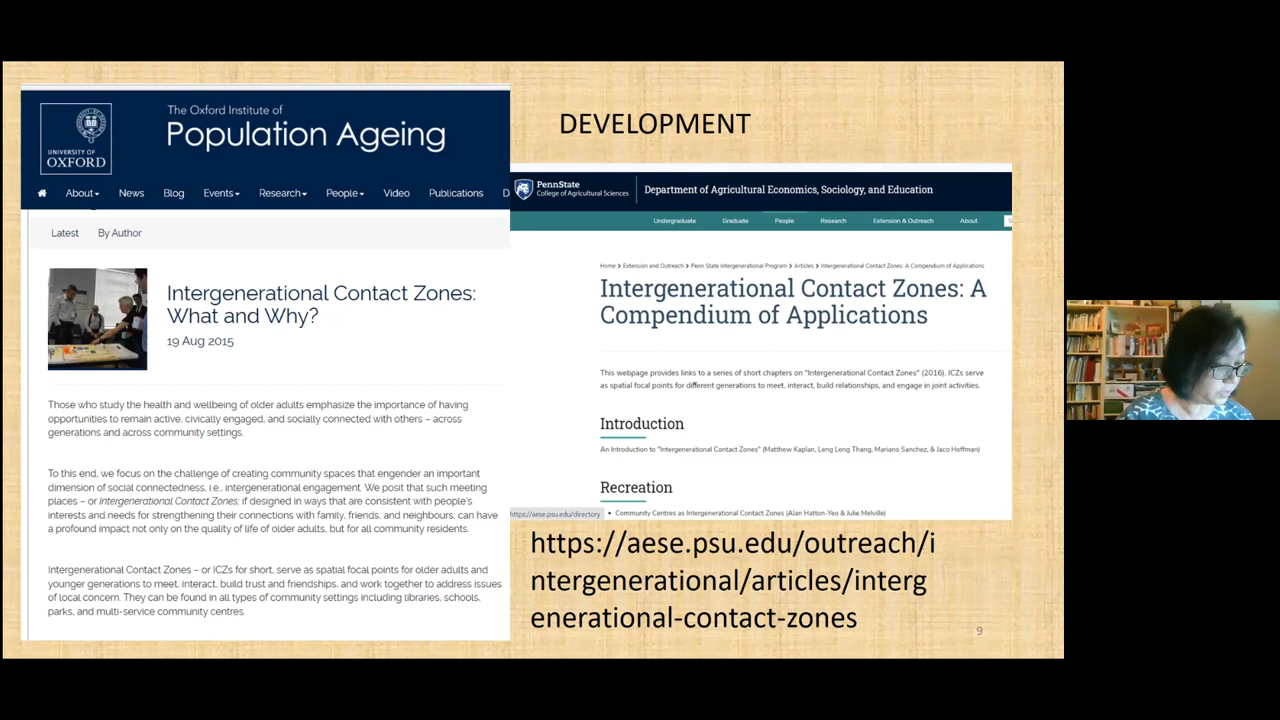 The Oxford Institute of
Population Ageing
UNIVERSITY OF
OXFORD
About
News
Blog
Events
Research
People
Video
Publications
D
Latest
By Author
Intergenerational Contact Zones:
What and Why?
19 Aug 2015
Those who study the health and wellbeing of older adults emphasize the importance of having
opportunities to remain active, civically engaged, and socially connected with others – across
generations and across community settings.
To this end, we focus on the challenge of creating community spaces that engender an important
dimension of social connectedness, i.e., intergenerational engagement. We posit that such meeting
places – or Intergenerational Contact Zones; if designed in ways that are consistent with people's
interests and needs for strengthening their connections with family, friends, and neighbours, can have
a profound impact not only on the quality of life of older adults, but for all community residents.
Intergenerational Contact Zones – or ICZs for short, serve as spatial focal points for older adults and
younger generations to meet, interact, build trust and friendships, and work together to address issues
of local concern. They can be found in all types of community settings including libraries, schools,
parks, and multi-service community centres.
DEVELOPMENT
PennState
College of Agricultural Sciences
Department of Agricultural Economics, Sociology, and Education
Undergraduate
Graduate
People
Research
Extension & Outreach
About
Home > Extension and Outreach > Penn State Intergenerational Program > Articles > Intergenerational Contact Zones: A Compendium of Applications
Intergenerational Contact Zones: A
Compendium of Applications
This webpage provides links to a series of short chapters on "Intergenerational Contact Zones" (2016). ICZs serve
as spatial focal points for different generations to meet, interact, build relationships, and engage in joint activities.
Introduction
An Introduction to "Intergenerational Contact Zones" (Matthew Kaplan, Leng Leng Thang, Mariano Sanchez, & Jaco Hoffman)
Recreation
• Community Centres as Intergenerational Contact Zones (Alan Hatton-Yeo & Julie Melville)
https://aese.psu.edu/directory
https://aese.psu.edu/outreach/i
ntergenerational/articles/interg
enerational-contact-zones
9